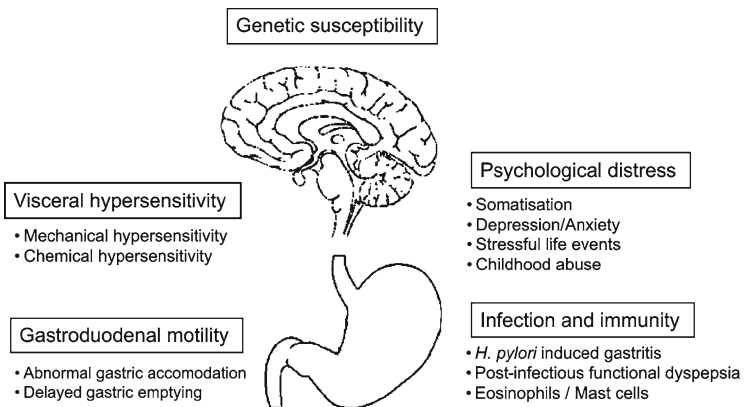 Genetic susceptibility
Visceral hypersensitivity
• Mechanical hypersensitivity
• Chemical hypersensitivity
Psychological distress
• Somatisation
• Depression/Anxiety
• Stressful life events
• Childhood abuse
Gastroduodenal motility
• Abnormal gastric accomodation
• Delayed gastric emptying
Infection and immunity
• H. pylori induced gastritis
• Post-infectious functional dyspepsia
• Eosinophils / Mast cells